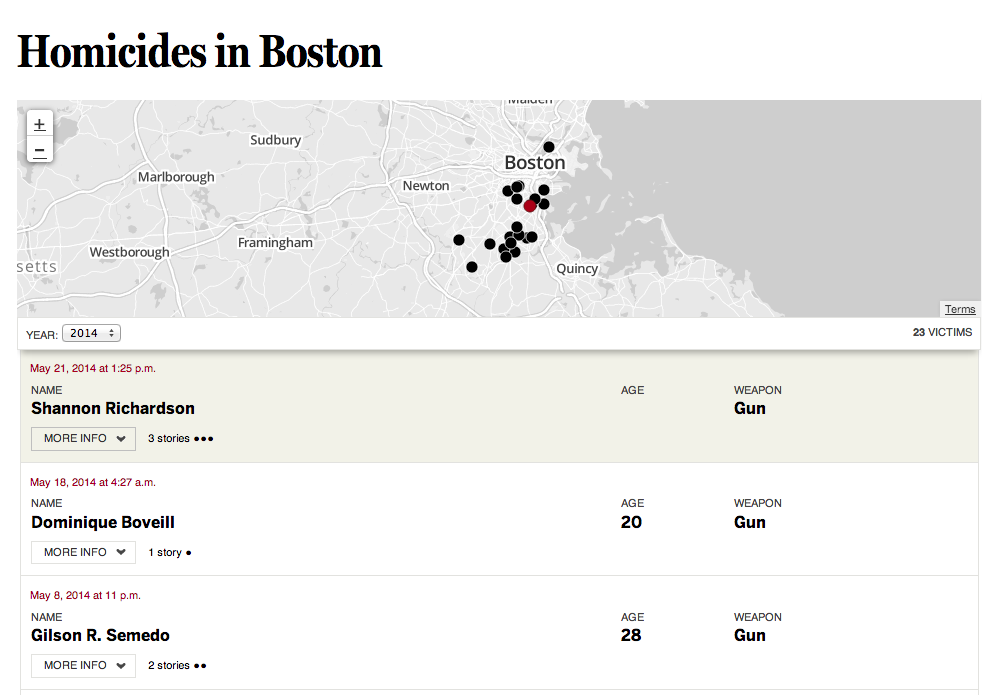 Homicides in Boston
Malden
+
Sudbury
Boston
−
Marlborough
Newton
Framingham
Westborough
setts
Quincy
Terms
YEAR: 2014 23 VICTIMS
May 21, 2014 at 1:25 p.m.
NAME AGE WEAPON
Shannon Richardson Gun
MORE INFO 3 stories •••
May 18, 2014 at 4:27 a.m.
NAME AGE WEAPON
Dominique Boveill 20 Gun
MORE INFO 1 story •
May 8, 2014 at 11 p.m.
NAME AGE WEAPON
Gilson R. Semedo 28 Gun
MORE INFO 2 stories ••